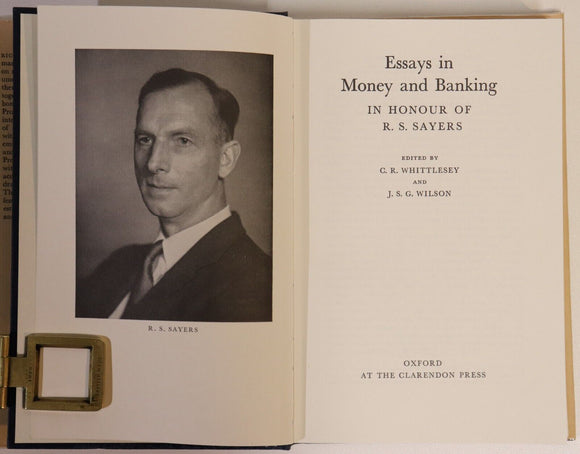 R. S. SAYERS
Essays in
Money and Banking
IN HONOUR OF
R. S. SAYERS
EDITED BY
C. R. WHITTLESEY
AND
J. S. G. WILSON
OXFORD
AT THE CLARENDON PRESS